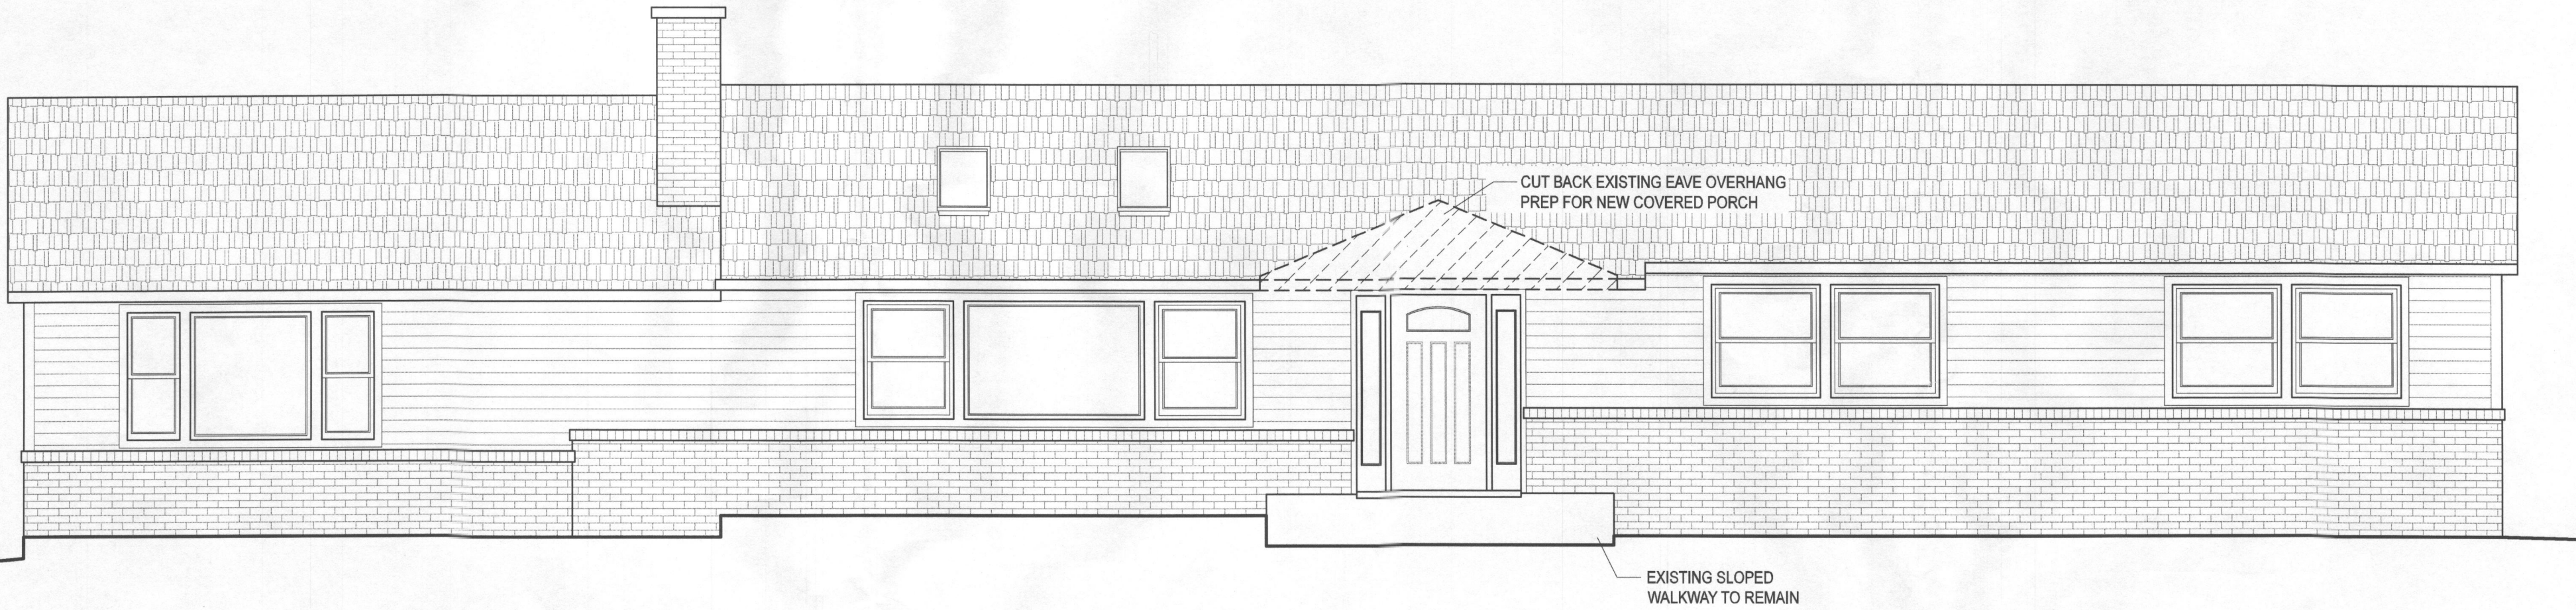 CUT BACK EXISTING EAVE OVERHANG
PREP FOR NEW COVERED PORCH
EXISTING SLOPED
WALKWAY TO REMAIN